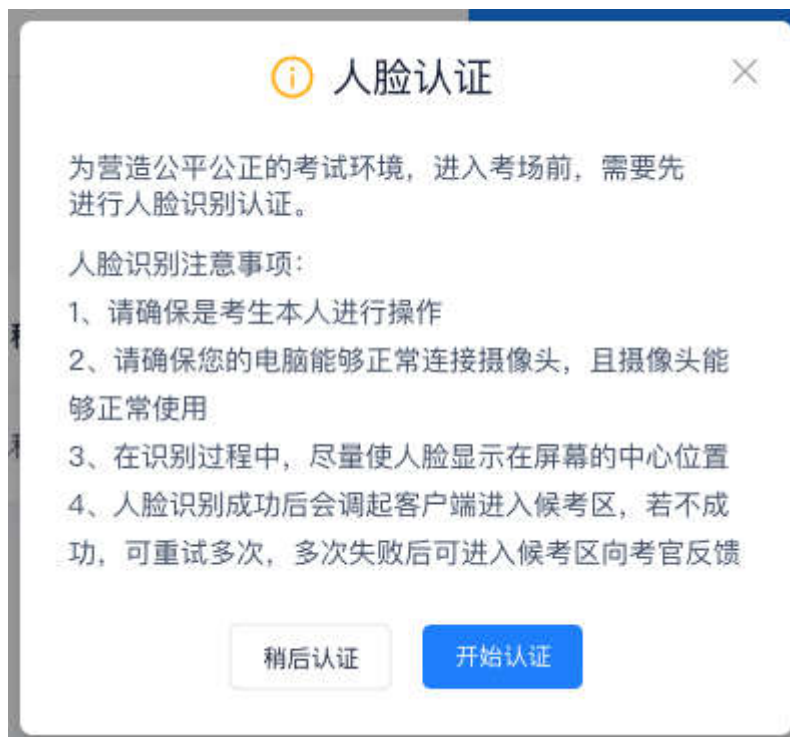 人脸认证
为营造公平公正的考试环境，进入考场前，需要先
进行人脸识别认证。
人脸识别注意事项：
1、请确保是考生本人进行操作
2、请确保您的电脑能够正常连接摄像头，且摄像头能
够正常使用
3、在识别过程中，尽量使人脸显示在屏幕的中心位置
4、人脸识别成功后会调起客户端进入候考区，若不成
功，可重试多次，多次失败后可进入候考区向考官反馈
稍后认证
开始认证